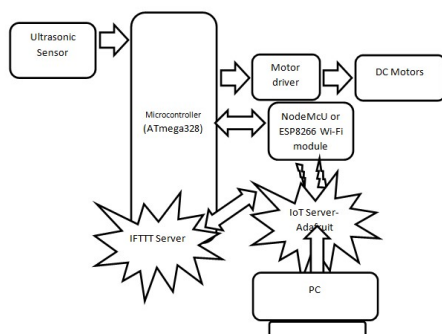 Ultrasonic
Sensor
Microcontroller
(ATmega328)
Motor
driver
DC Motors
NodeMcU or
ESP8266 Wi-Fi
module
IFTTT Server
IoT Server-
Adafruit
PC